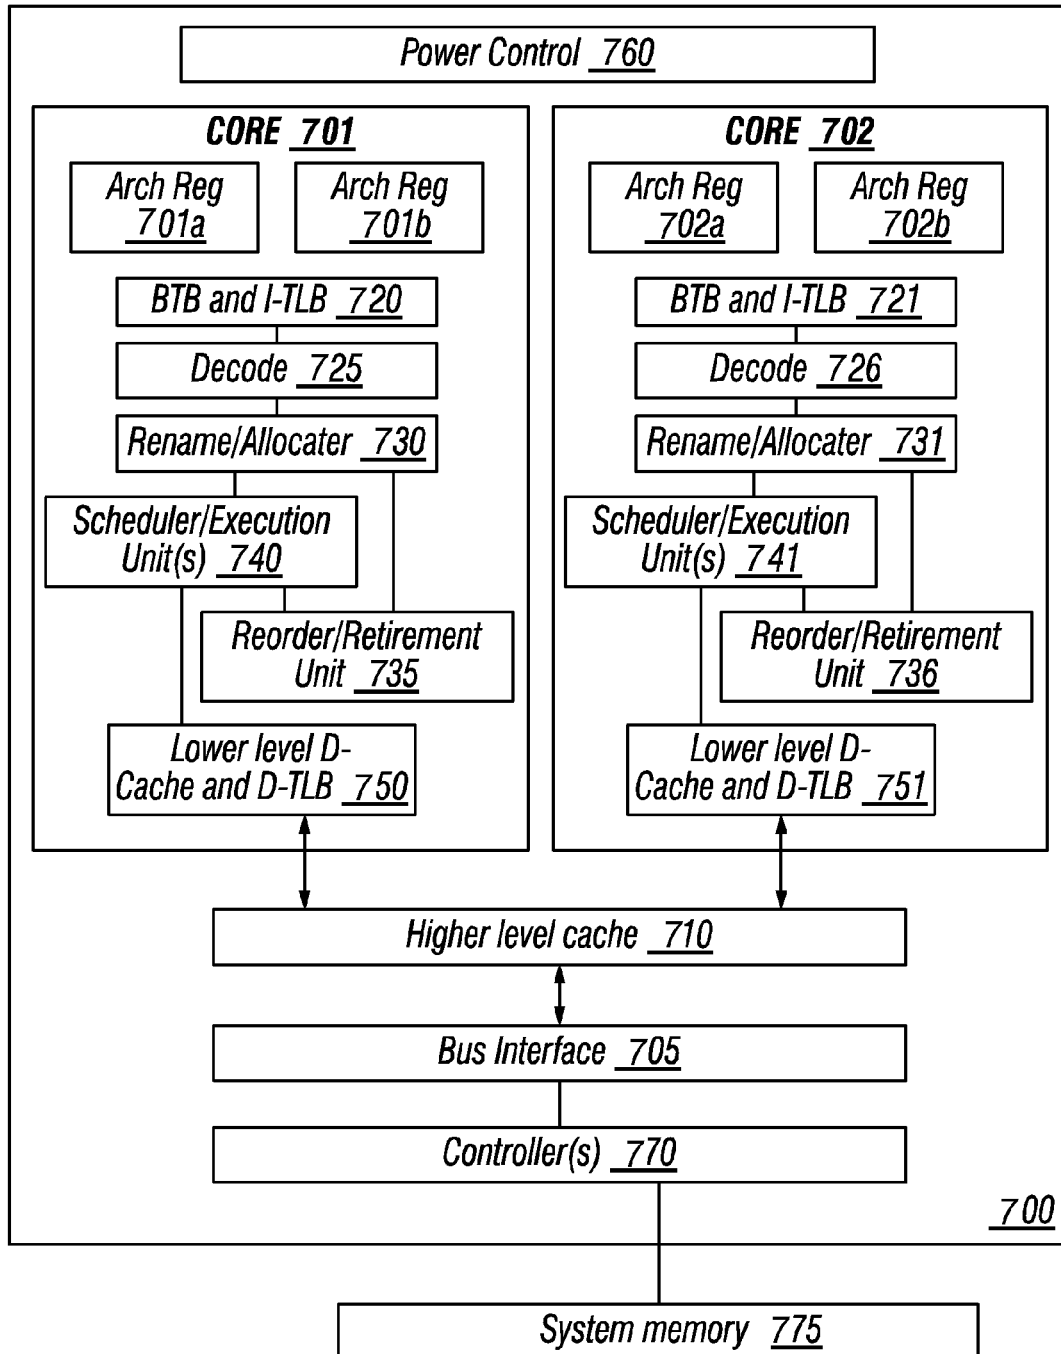 Power Control 760
CORE 701
Arch Reg
701a
Arch Reg
701b
BTB and I-TLB 720
Decode 725
Rename/Allocater 730
Scheduler/Execution
Unit(s) 740
Reorder/Retirement
Unit 735
Lower level D-
Cache and D-TLB 750
CORE 702
Arch Reg
702a
Arch Reg
702b
BTB and I-TLB 721
Decode 726
Rename/Allocater 731
Scheduler/Execution
Unit(s) 741
Reorder/Retirement
Unit 736
Lower level D-
Cache and D-TLB 751
Higher level cache 710
Bus Interface 705
Controller(s) 770
700
System memory 775